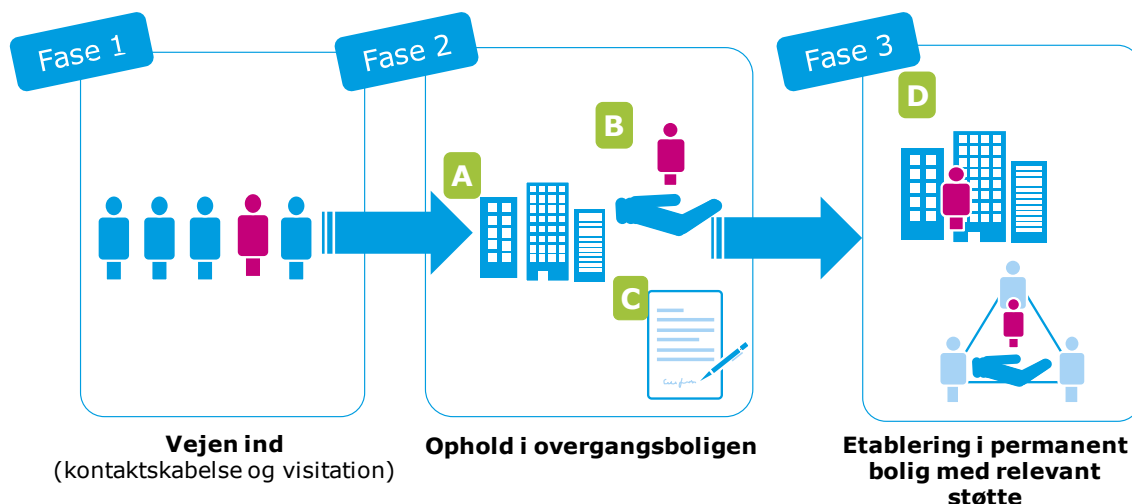 Fase 1
Fase 2
Fase 3
A
B
C
D
Vejen ind
(kontaktskabelse og visitation)
Ophold i overgangsboligen
Etablering i permanent
bolig med relevant
støtte